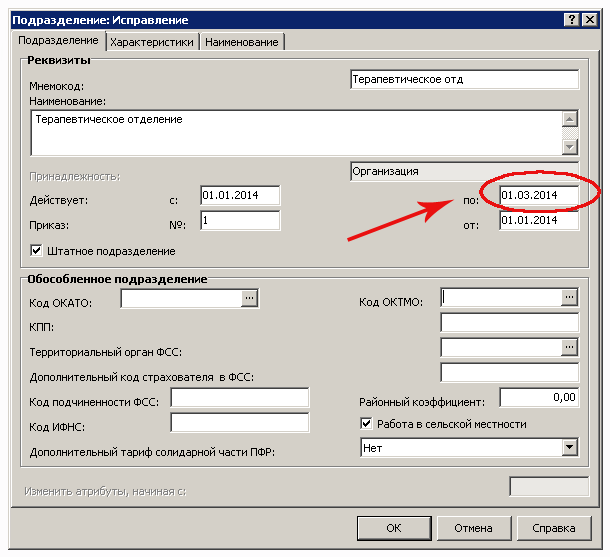 Подразделение: Исправление
Подразделение Характеристики Наименование
Реквизиты
Мнемокод: Терапевтическое отд
Наименование:
Терапевтическое отделение
Принадлежность: Организация
Действует: с: 01.01.2014 по: 01.03.2014
Приказ: №: 1 от: 01.01.2014
Штатное подразделение
Обособленное подразделение
Код ОКАТО: ... Код ОКТМО: ...
КПП:
Территориальный орган ФСС: ...
Дополнительный код страхователя в ФСС:
Код подчиненности ФСС: Районный коэффициент: 0,00
Код ИФНС: Работа в сельской местности
Дополнительный тариф солидарной части ПФР: Нет
Изменить атрибуты, начиная с:
ОК Отмена Справка